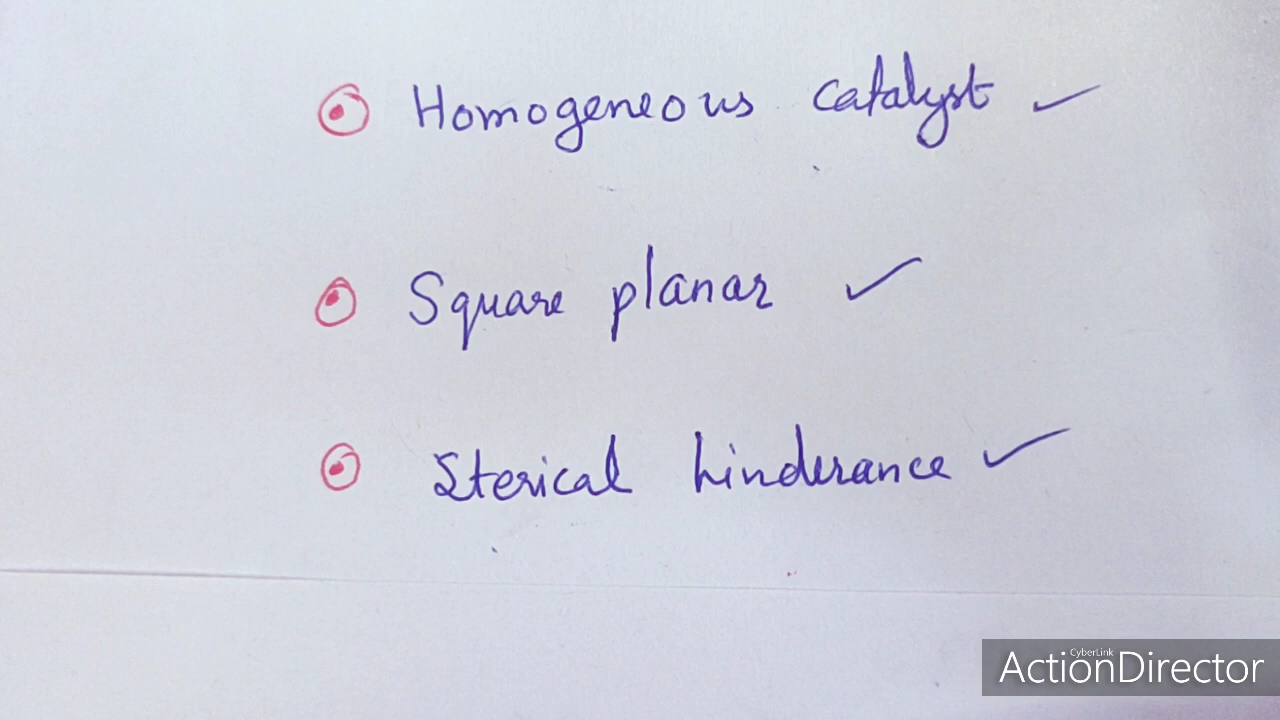 Homogeneous catalyst ✓
Square planar ✓
Sterical hinderance ✓
CyberLink
ActionDirector